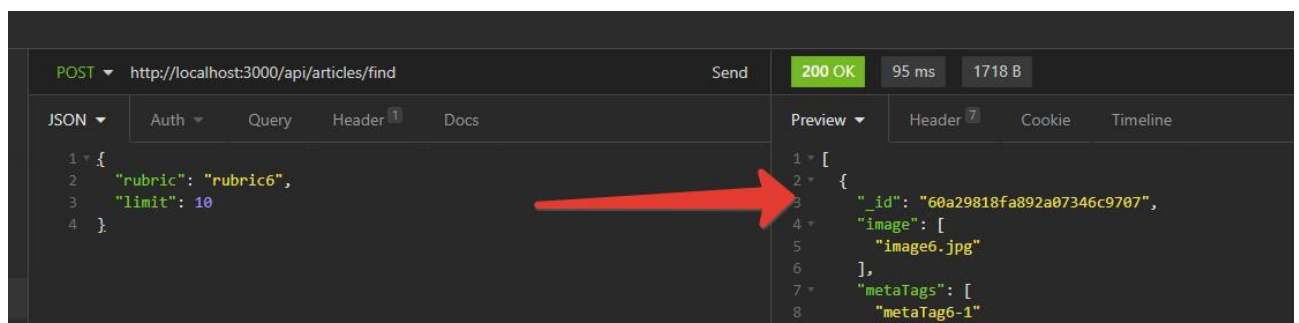 POST http://localhost:3000/api/articles/find Send 200 OK 95 ms 1718 B
JSON Auth Query Header 1 Docs Preview Header 7 Cookie Timeline
1 {
2 "rubric": "rubric6",
3 "limit": 10
4 }
1 [
2 {
3 "_id": "60a29818fa892a07346c9707",
4 "image": [
5 "image6.jpg"
6 ],
7 "metaTags": [
8 "metaTag6-1"